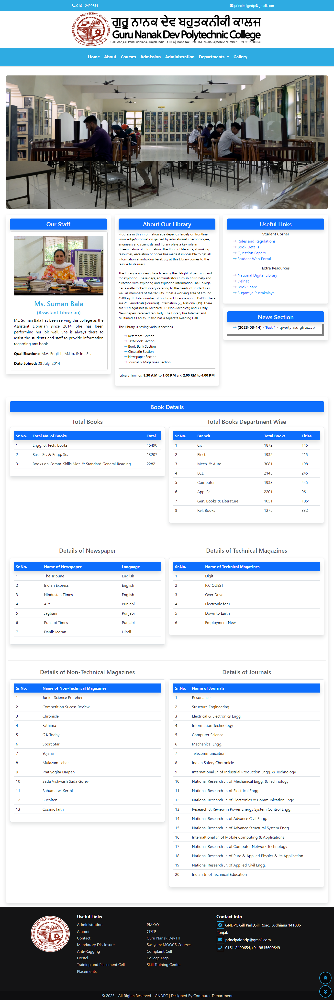 0161-2490654
principalgndp@gmail.com
GURU NANAK DEV POLYTECHNIC COLLEGE, LUDHIANA
1953
ਗੁਰੂ ਨਾਨਕ ਦੇਵ ਬਹੁਤਕਨੀਕੀ ਕਾਲਜ
Guru Nanak Dev Polytechnic College
Gill Road,Gill Park,Ludhiana,Punjab,India 141006|Phone No:- +91-161-2490654|Mobile Number:- +91 9815600649
Home About Courses Admission Administration Departments Gallery
Our Staff
Ms. Suman Bala
(Assistant Librarian)
Ms. Suman Bala has been serving this college as the
Assistant Librarian since 2014. She has been
performing her job well. She is always there to
assist the students and staff to provide information
regarding any book.
Qualifications: M.A. English, M.Lib. & Inf. Sc.
Date Joined: 28 July, 2014
About Our Library
Progress in this information age depends largely on frontline
knowledge/information gained by educationists, technologies,
engineers and scientists and library plays a key role in
dissemination of information. The flood of literaure, shirinking
resources, escalation of prices has made it impossible to get all
information at individual level. So, at this Library comes to the
rescue to its users.
The library is an ideal place to enjoy the delight of perusing and
for exploring. These days, administrators furnish finish help and
direction with exploring and exploring information.The College
has a well-stocked Library catering to the needs of students as
well as members of the faculty. It has a working area of around
4580 sq. ft. Total number of books in Library is about 15490. There
are 21 Periodicals (Journals), Internation (2), National (19). There
are 19 Magazines (6 Technical, 13 Non-Technical) and 7 Daily
Newspapers received regularly. The Library has Internet and
Multimedia Facility. It also has a separate Reading Hall.
The Library is having various sections:
Reference Section
Text-Book Section
Book-Bank Section
Circulatin Section
Newspaper Section
Journal & Magazines Section
Library Timings: 8:30 A.M to 1:00 P.M and 2:00 P.M to 4:00 P.M
Useful Links
Student Corner
Rules and Regulations
Book Details
Question Papers
Student Web Portal
Extra Resources
National Digital Library
Delnet
Book Share
Sugamya Pustakalaya
News Section
(2023-03-14) - Test 1 - qwerty asdfgh zxcvb
Book Details
Total Books
Sr.No. Total No. of Books Total
1 Engg. & Tech. Books 15490
2 Basic Sc. & Engg. Sc. 13207
3 Books on Comm. Skills Mgt. & Standard General Reading 2282
Total Books Department Wise
Sr.No. Branch Total Books Titles
1 Civil 1872 145
2 Elect. 1932 215
3 Mech. & Auto 3081 198
4 ECE 2145 245
5 Computer 1933 445
6 App. Sc. 2201 96
7 Gen. Books & Literature 1051 1051
8 Ref. Books 1275 332
Details of Newspaper
Sr.No. Name of Newspaper Language
1 The Tribune English
2 Indian Express English
3 Hindustan Times English
4 Ajit Punjabi
5 Jagbani Punjabi
6 Punjabi Times Punjabi
7 Danik Jagran Hindi
Details of Technical Magazines
Sr.No. Name of Technical Magazines
1 Digit
2 P.C QUEST
3 Over Drive
4 Electronic for U
5 Down to Earth
6 Employment News
Details of Non-Technical Magazines
Sr.No. Name of Non-Technical Magazines
1 Junior Science Refreher
2 Competition Sucess Review
3 Chronicle
4 Fathima
5 G.K Today
6 Sport Star
7 Yojana
8 Mulazam Lehar
9 Pratiyogita Darpan
10 Sada Vishwash Sada Gorev
11 Bahumatwi Kerthi
12 Suchiten
13 Cosmic faith
Details of Journals
Sr.No. Name of Journals
1 Resonance
2 Structure Engineering
3 Electrical & Electronics Engg.
4 Information Technology
5 Computer Science
6 Mechanical Engg.
7 Telecommunication
8 Indian Safety Choronicle
9 International Jr. of Industrial Production Engg. & Technology
10 National Research Jr. of Mechanical Engg. & Technology
11 National Research Jr. of Electrical Engg.
12 National Research Jr. of Electronics & Communication Engg.
13 Research & Review in Power Energy System Control Engg.
14 National Research Jr. of Advance Civil Engg.
15 National Research Jr. of Advance Structural System Engg.
16 Internaltional Jr. of Mobile Computing & Applications
17 National Research Jr. of Computer Network Technology
18 National Research Jr. of Pure & Applied Physics & its Application
19 National Research Jr. of Applied Civil Engg.
20 Indian Jr. of Technical Education
GURU NANAK DEV POLYTECHNIC COLLEGE, LUDHIANA
1953
Useful Links
Administration
Alumni
Contact
Mandatory Disclosure
Anti-Ragging
Hostel
Training and Placement Cell
Placements
PMKVY
CDTP
Guru Nanak Dev ITI
Swayam: MOOCS Courses
Complaint Cell
College Map
Skill Training Center
Contact Info
GNDPC Gill Park,Gill Road, Ludhiana 141006
Punjab
principalgndp@gmail.com
0161-2490654,+91 9815600649
© 2023 - All Rights Reserved - GNDPC | Designed By Computer Department